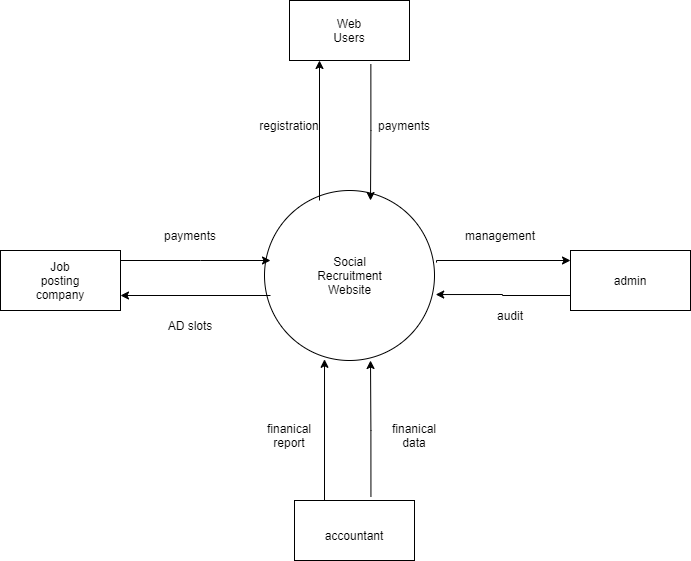 Web
Users
registration
payments
payments
Job
posting
company
AD slots
Social
Recruitment
Website
management
admin
audit
finanical
report
finanical
data
accountant